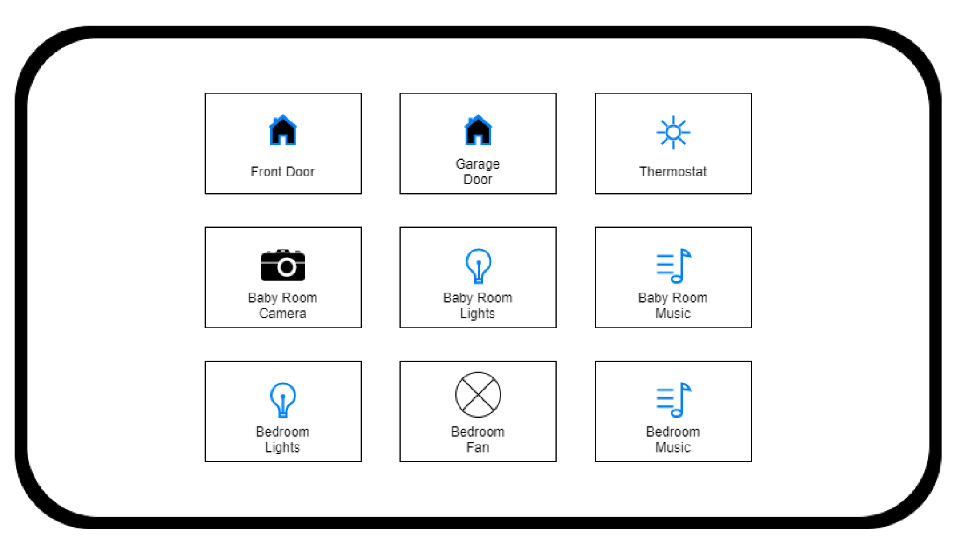 Front Door
Garage
Door
Thermostat
Baby Room
Camera
Baby Room
Lights
Baby Room
Music
Bedroom
Lights
Bedroom
Fan
Bedroom
Music